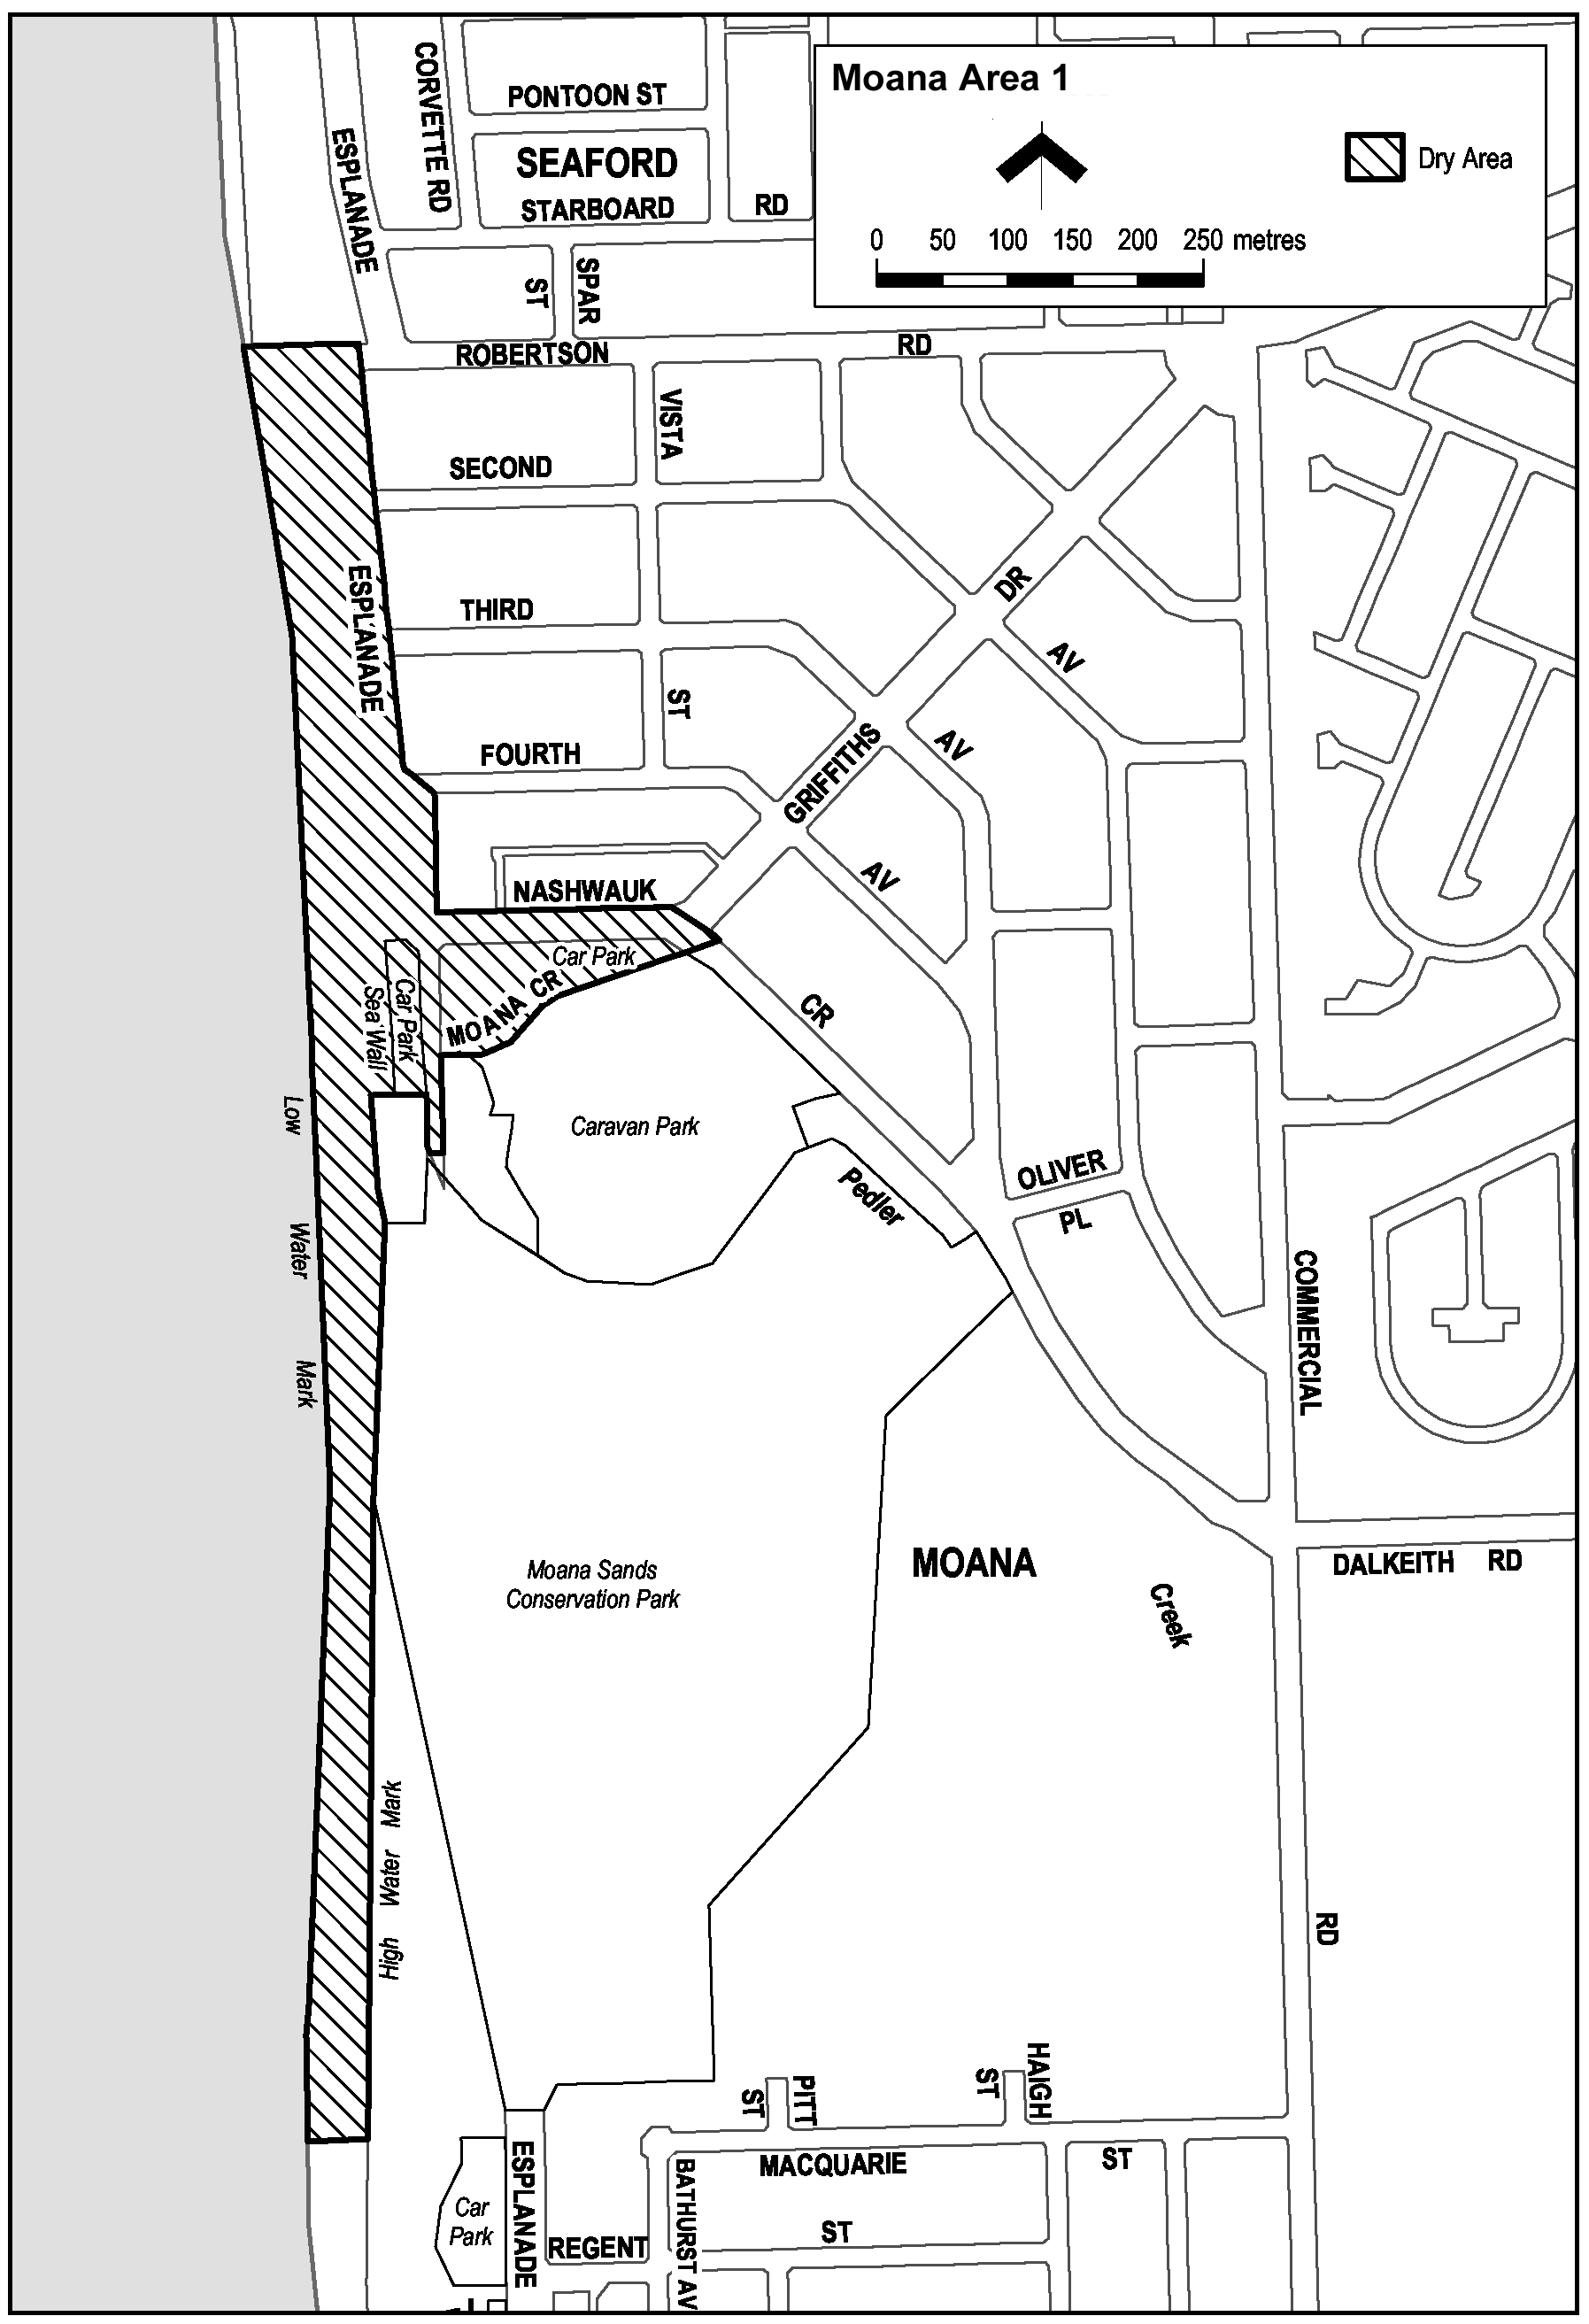 Moana Area 1
Dry Area
0 50 100 150 200 250 metres
CORVETTE RD
PONTOON ST
ESPLANADE
SEAFORD
STARBOARD RD
SPAR ST
ROBERTSON RD
VISTA ST
SECOND AV
ESPLANADE
THIRD AV
GRIFFITHS DR
FOURTH AV
NASHWAUK CR
Car Park
MOANA CR
Car Park
Sea Wall
Low Water Mark
Caravan Park
Pedler Creek
OLIVER PL
COMMERCIAL RD
Moana Sands
Conservation Park
MOANA
DALKEITH RD
High Water Mark
PITT ST
HAIGH ST
MACQUARIE ST
ESPLANADE
Car
Park
BATHURST AV
REGENT ST